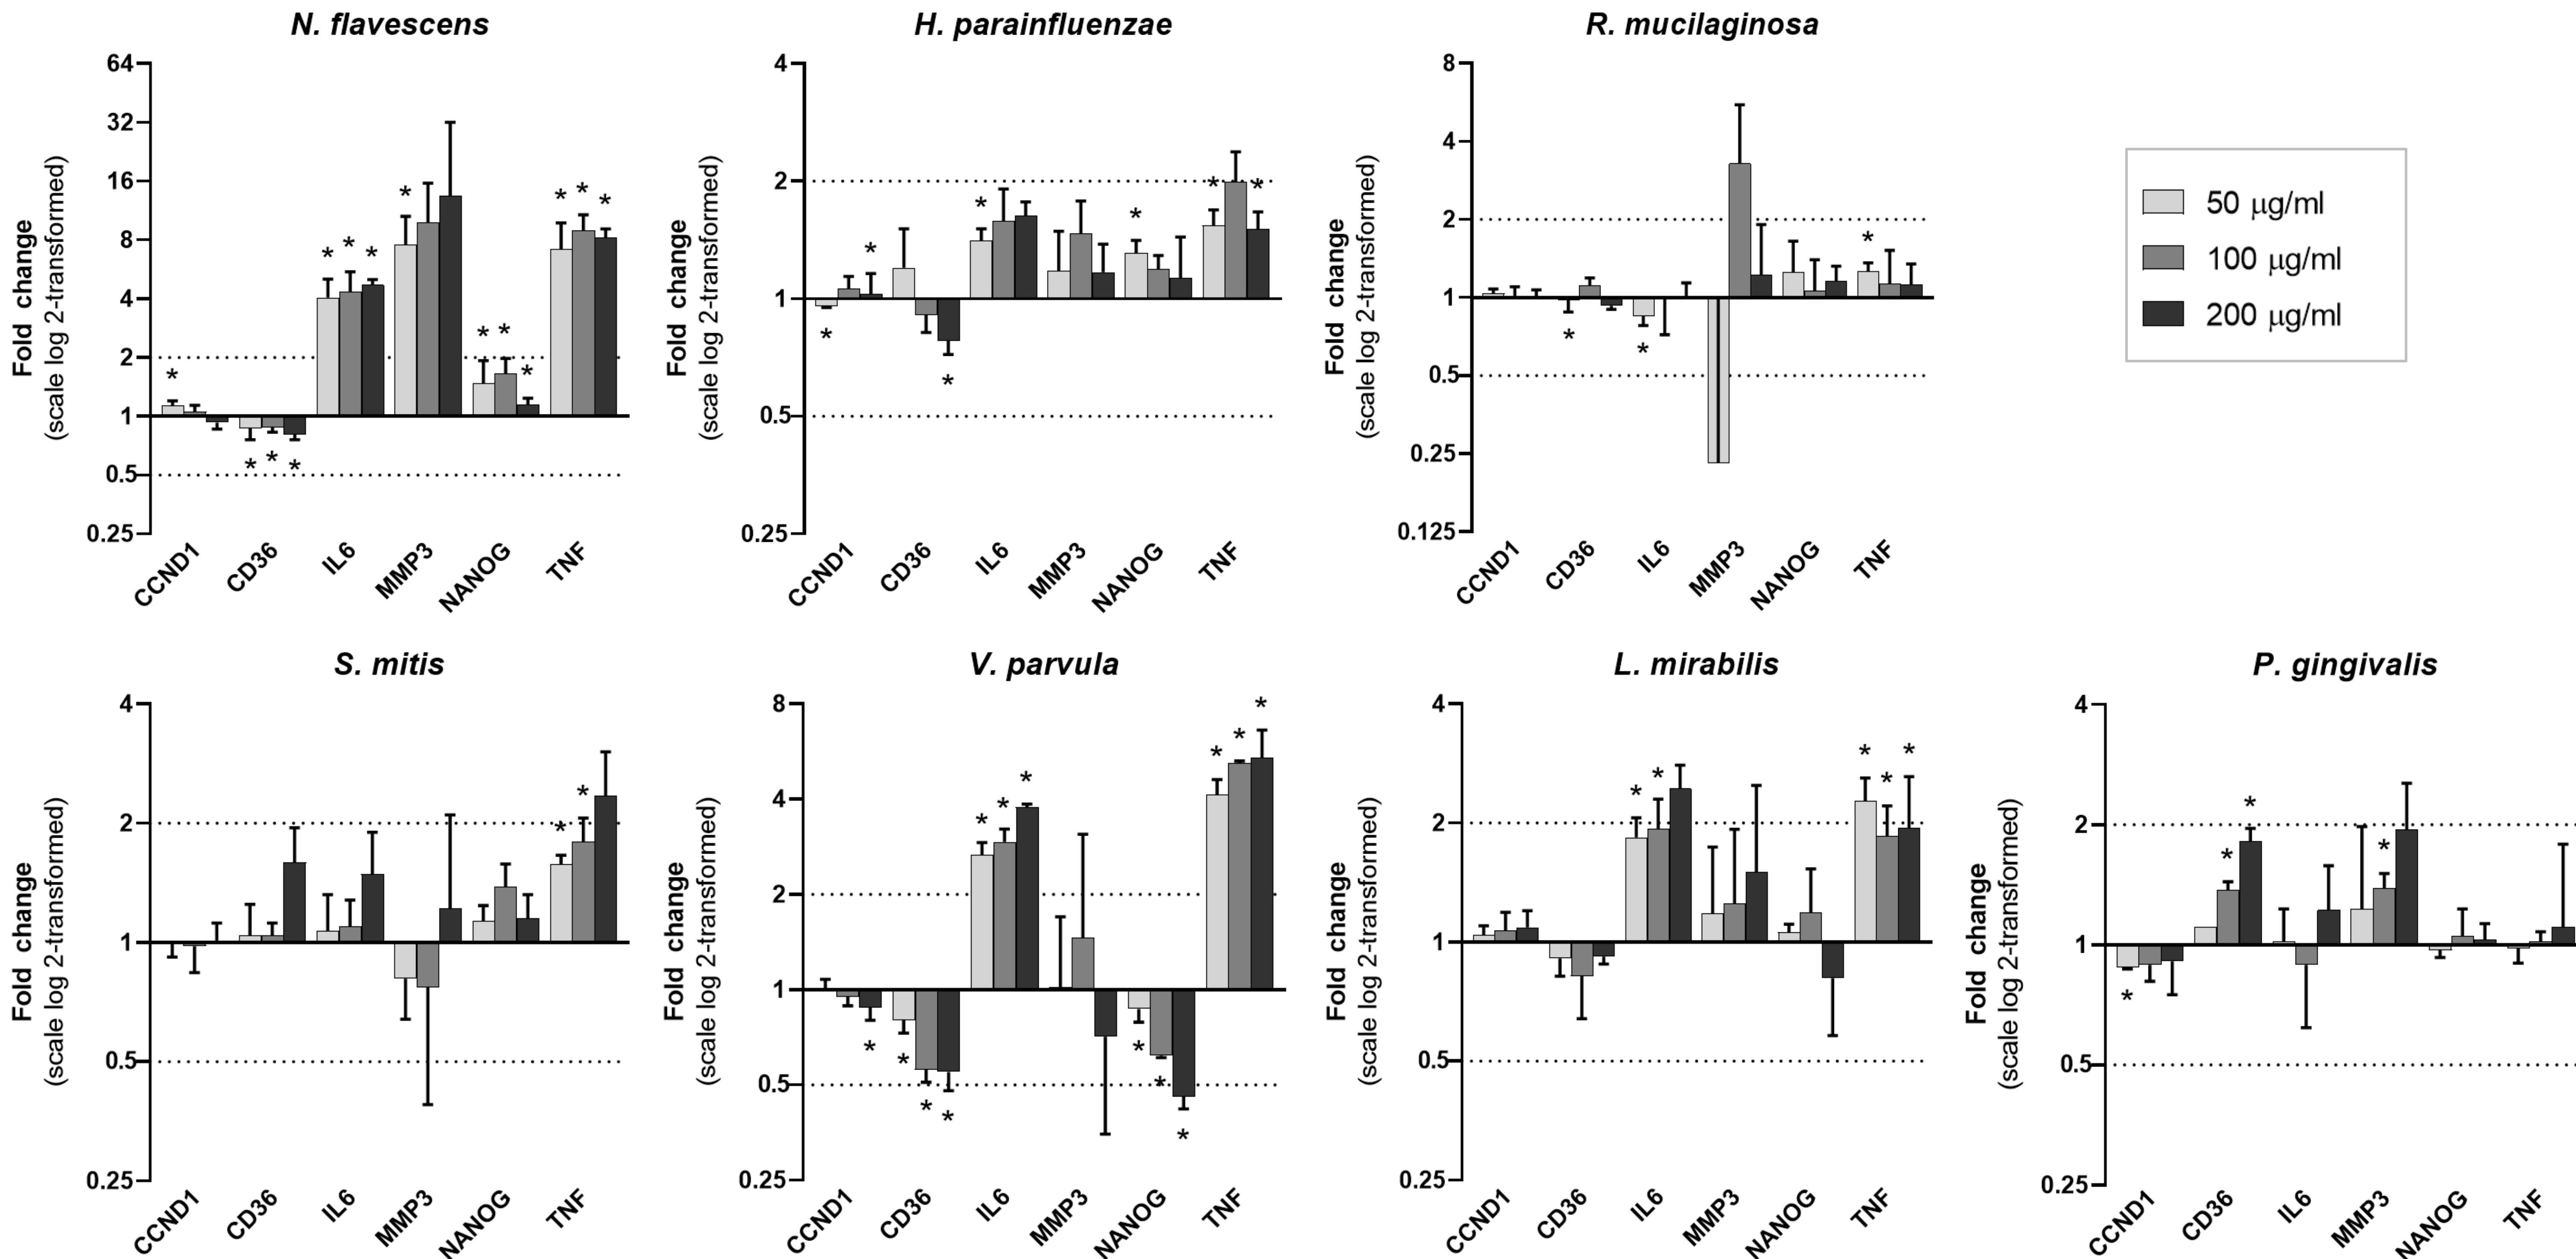 N. flavescens
64
32
16
8
4
2
1
0.5
0.25
Fold change
(scale log 2-transformed)
* * * * * * * * * * * * * *
CCND1
CD36
IL6
MMP3
NANOG
TNF
H. parainfluenzae
4
2
1
0.5
0.25
Fold change
(scale log 2-transformed)
* * * * * * *
CCND1
CD36
IL6
MMP3
NANOG
TNF
R. mucilaginosa
8
4
2
1
0.5
0.25
0.125
Fold change
(scale log 2-transformed)
* * *
CCND1
CD36
IL6
MMP3
NANOG
TNF
50 μg/ml
100 μg/ml
200 μg/ml
S. mitis
4
2
1
0.5
0.25
Fold change
(scale log 2-transformed)
* *
CCND1
CD36
IL6
MMP3
NANOG
TNF
V. parvula
8
4
2
1
0.5
0.25
Fold change
(scale log 2-transformed)
* * * * * * * * * * * * *
CCND1
CD36
IL6
MMP3
NANOG
TNF
L. mirabilis
4
2
1
0.5
0.25
Fold change
(scale log 2-transformed)
* * * * *
CCND1
CD36
IL6
MMP3
NANOG
TNF
P. gingivalis
4
2
1
0.5
0.25
Fold change
(scale log 2-transformed)
* * * *
CCND1
CD36
IL6
MMP3
NANOG
TNF